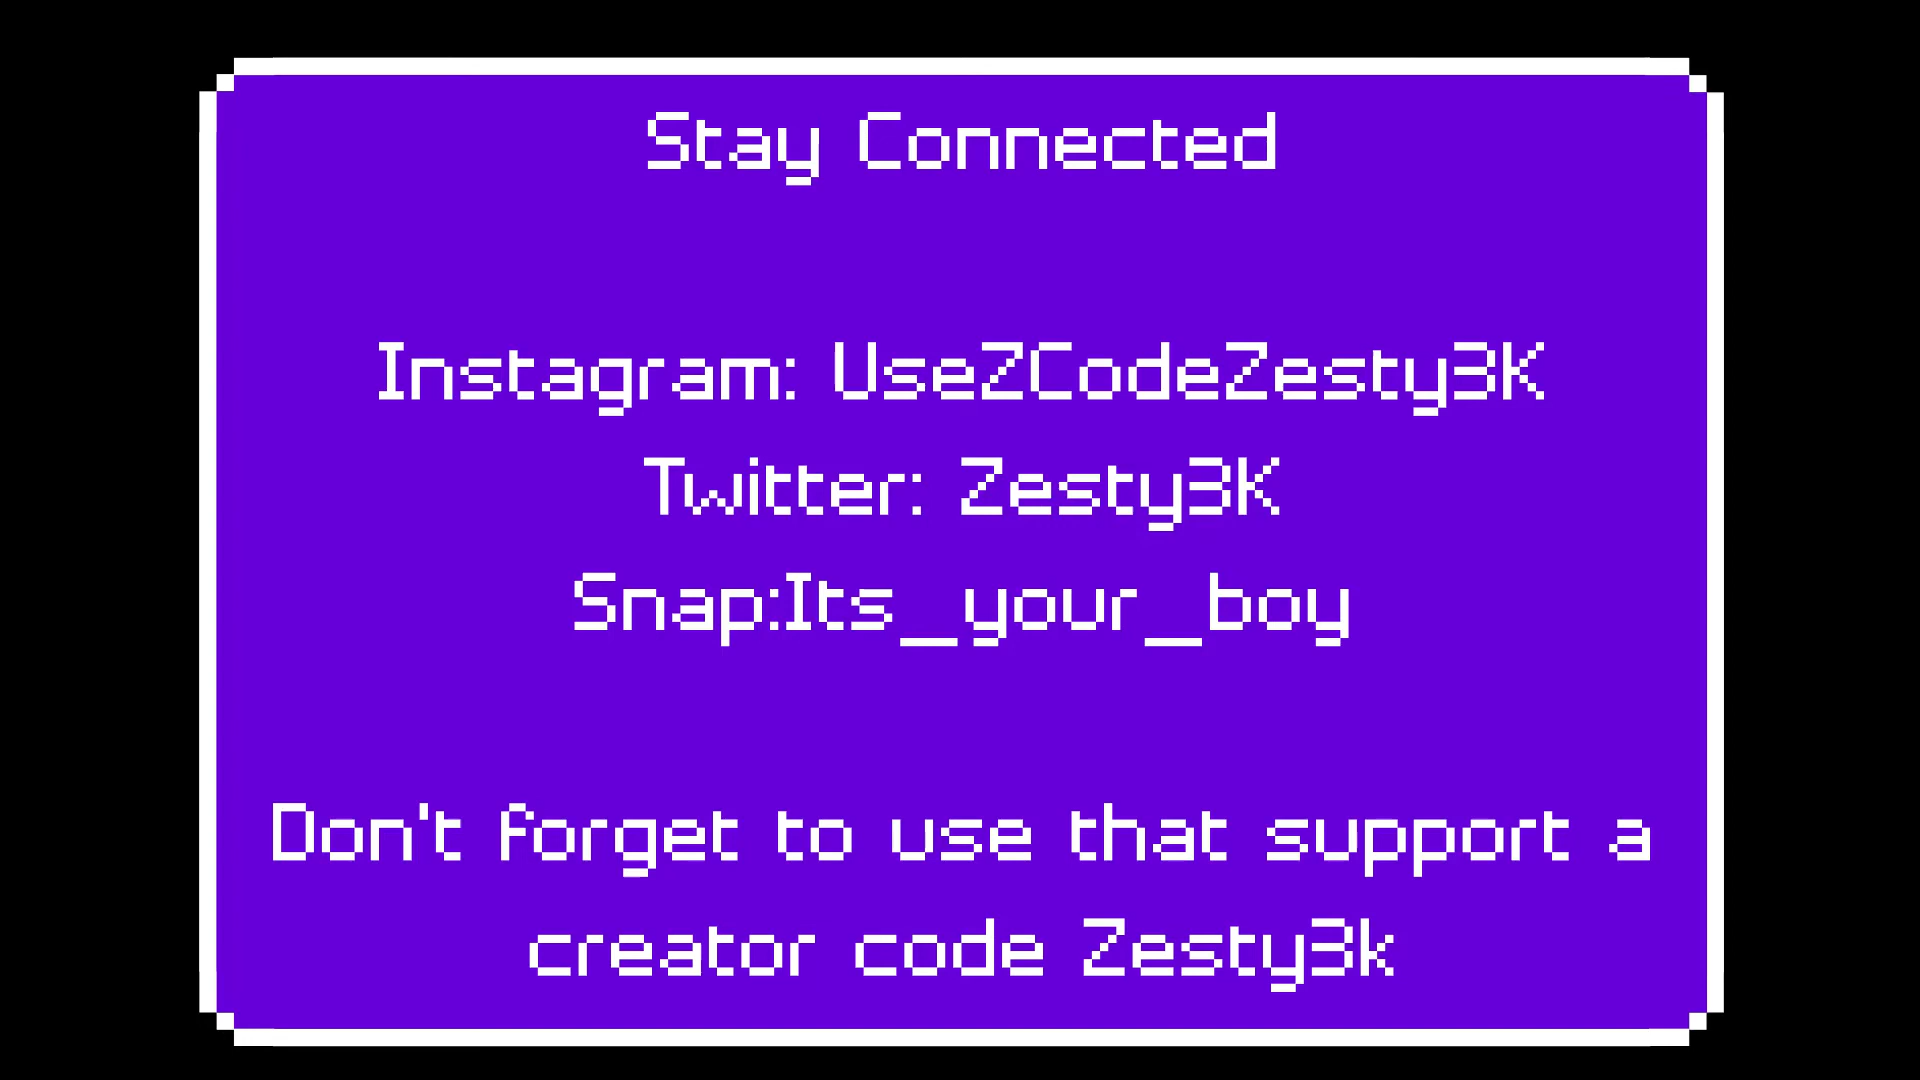 Stay Connected
Instagram: UseZCodeZesty3K
Twitter: Zesty3K
Snap:Its_your_boy
Don't forget to use that support a
creator code Zesty3k